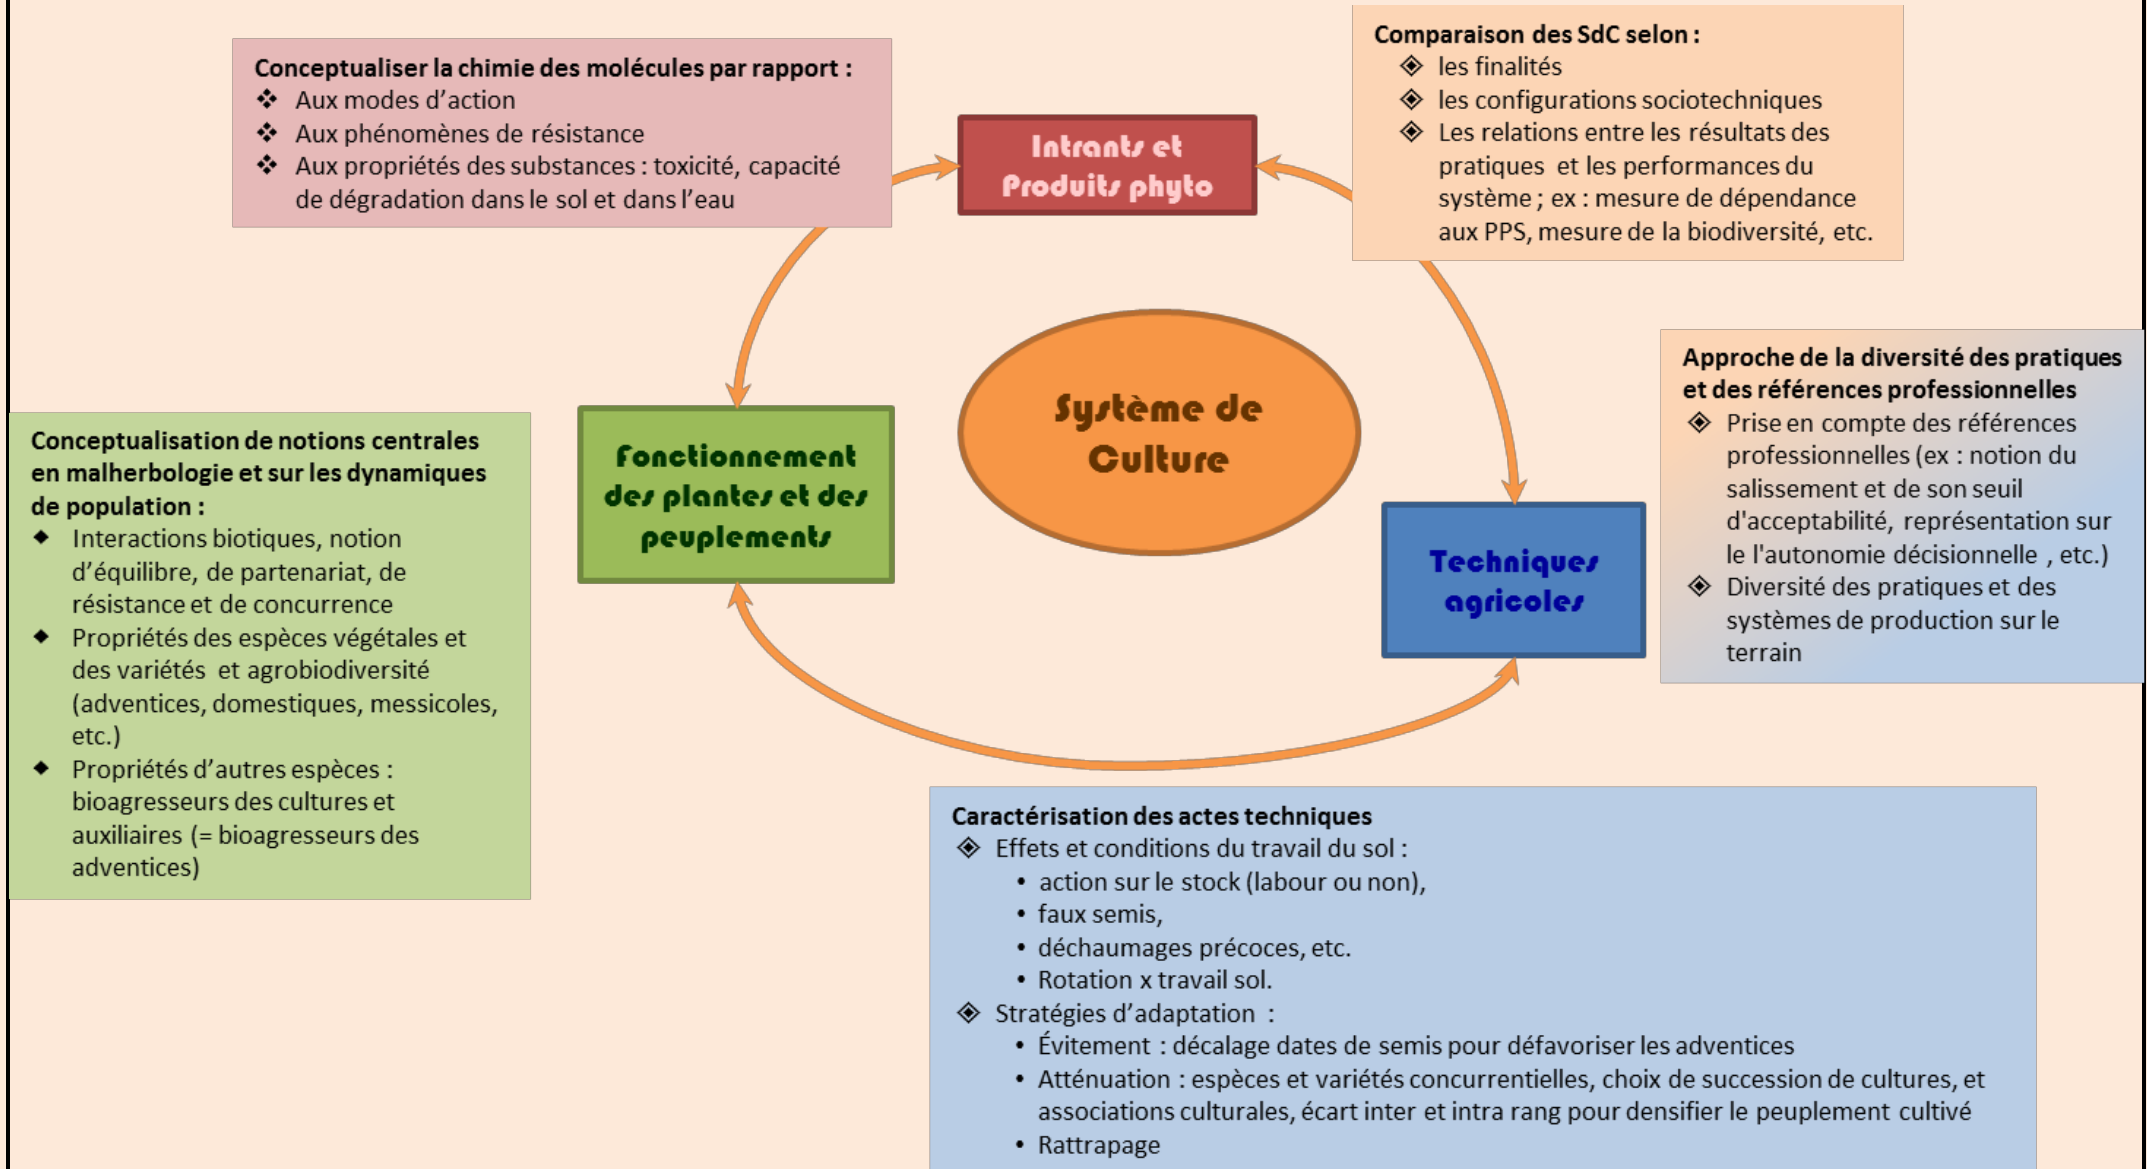 Conceptualiser la chimie des molécules par rapport :
❖ Aux modes d’action
❖ Aux phénomènes de résistance
❖ Aux propriétés des substances : toxicité, capacité
de dégradation dans le sol et dans l’eau
Intrants et
Produits phyto
Comparaison des SdC selon :
◈ les finalités
◈ les configurations sociotechniques
◈ Les relations entre les résultats des
pratiques et les performances du
système ; ex : mesure de dépendance
aux PPS, mesure de la biodiversité, etc.
Système de
Culture
Fonctionnement
des plantes et des
peuplements
Techniques
agricoles
Approche de la diversité des pratiques
et des références professionnelles
◈ Prise en compte des références
professionnelles (ex : notion du
salissement et de son seuil
d'acceptabilité, représentation sur
le l'autonomie décisionnelle , etc.)
◈ Diversité des pratiques et des
systèmes de production sur le
terrain
Conceptualisation de notions centrales
en malherbologie et sur les dynamiques
de population :
◆ Interactions biotiques, notion
d’équilibre, de partenariat, de
résistance et de concurrence
◆ Propriétés des espèces végétales et
des variétés et agrobiodiversité
(adventices, domestiques, messicoles,
etc.)
◆ Propriétés d’autres espèces :
bioagresseurs des cultures et
auxiliaires (= bioagresseurs des
adventices)
Caractérisation des actes techniques
◈ Effets et conditions du travail du sol :
• action sur le stock (labour ou non),
• faux semis,
• déchaumages précoces, etc.
• Rotation x travail sol.
◈ Stratégies d’adaptation :
• Évitement : décalage dates de semis pour défavoriser les adventices
• Atténuation : espèces et variétés concurrentielles, choix de succession de cultures, et
associations culturales, écart inter et intra rang pour densifier le peuplement cultivé
• Rattrapage